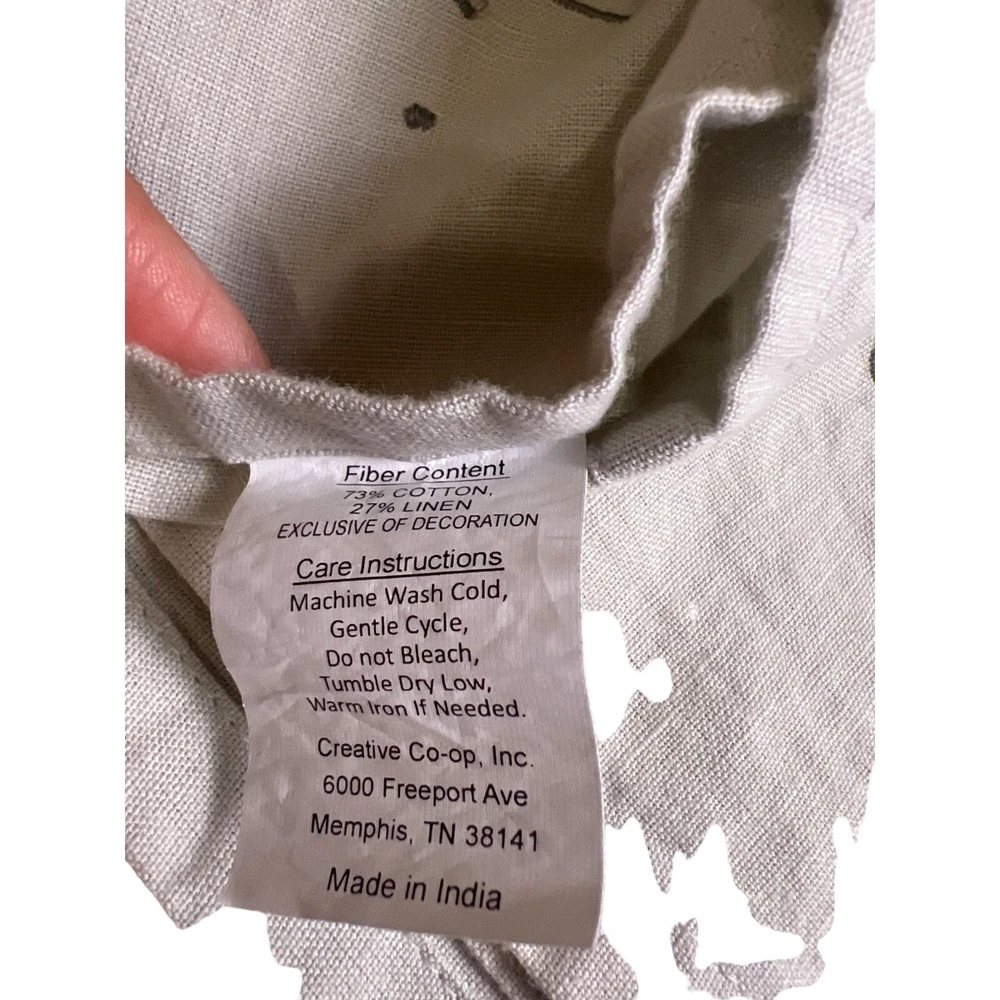 Fiber Content
73% COTTON,
27% LINEN
EXCLUSIVE OF DECORATION
Care Instructions
Machine Wash Cold,
Gentle Cycle,
Do not Bleach,
Tumble Dry Low,
Warm Iron If Needed.
Creative Co-op, Inc.
6000 Freeport Ave
Memphis, TN 38141
Made in India